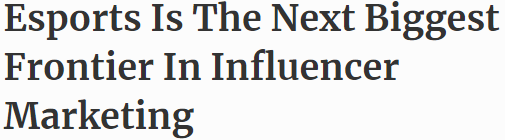 Esports Is The Next Biggest
Frontier In Influencer
Marketing